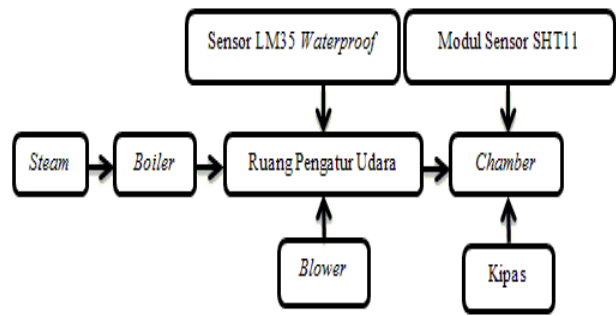 Sensor LM35 Waterproof
Modul Sensor SHT11
Steam
Boiler
Ruang Pengatur Udara
Chamber
Blower
Kipas